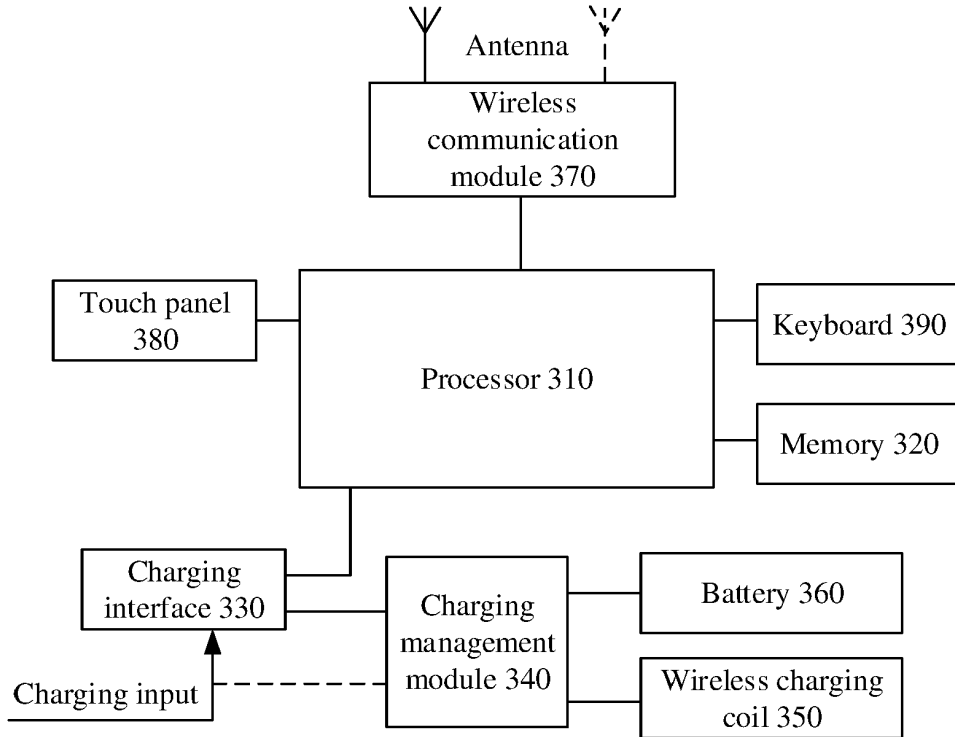 Antenna
Wireless
communication
module 370
Touch panel
380
Processor 310
Keyboard 390
Memory 320
Charging
interface 330
Charging
management
module 340
Battery 360
Wireless charging
coil 350
Charging input